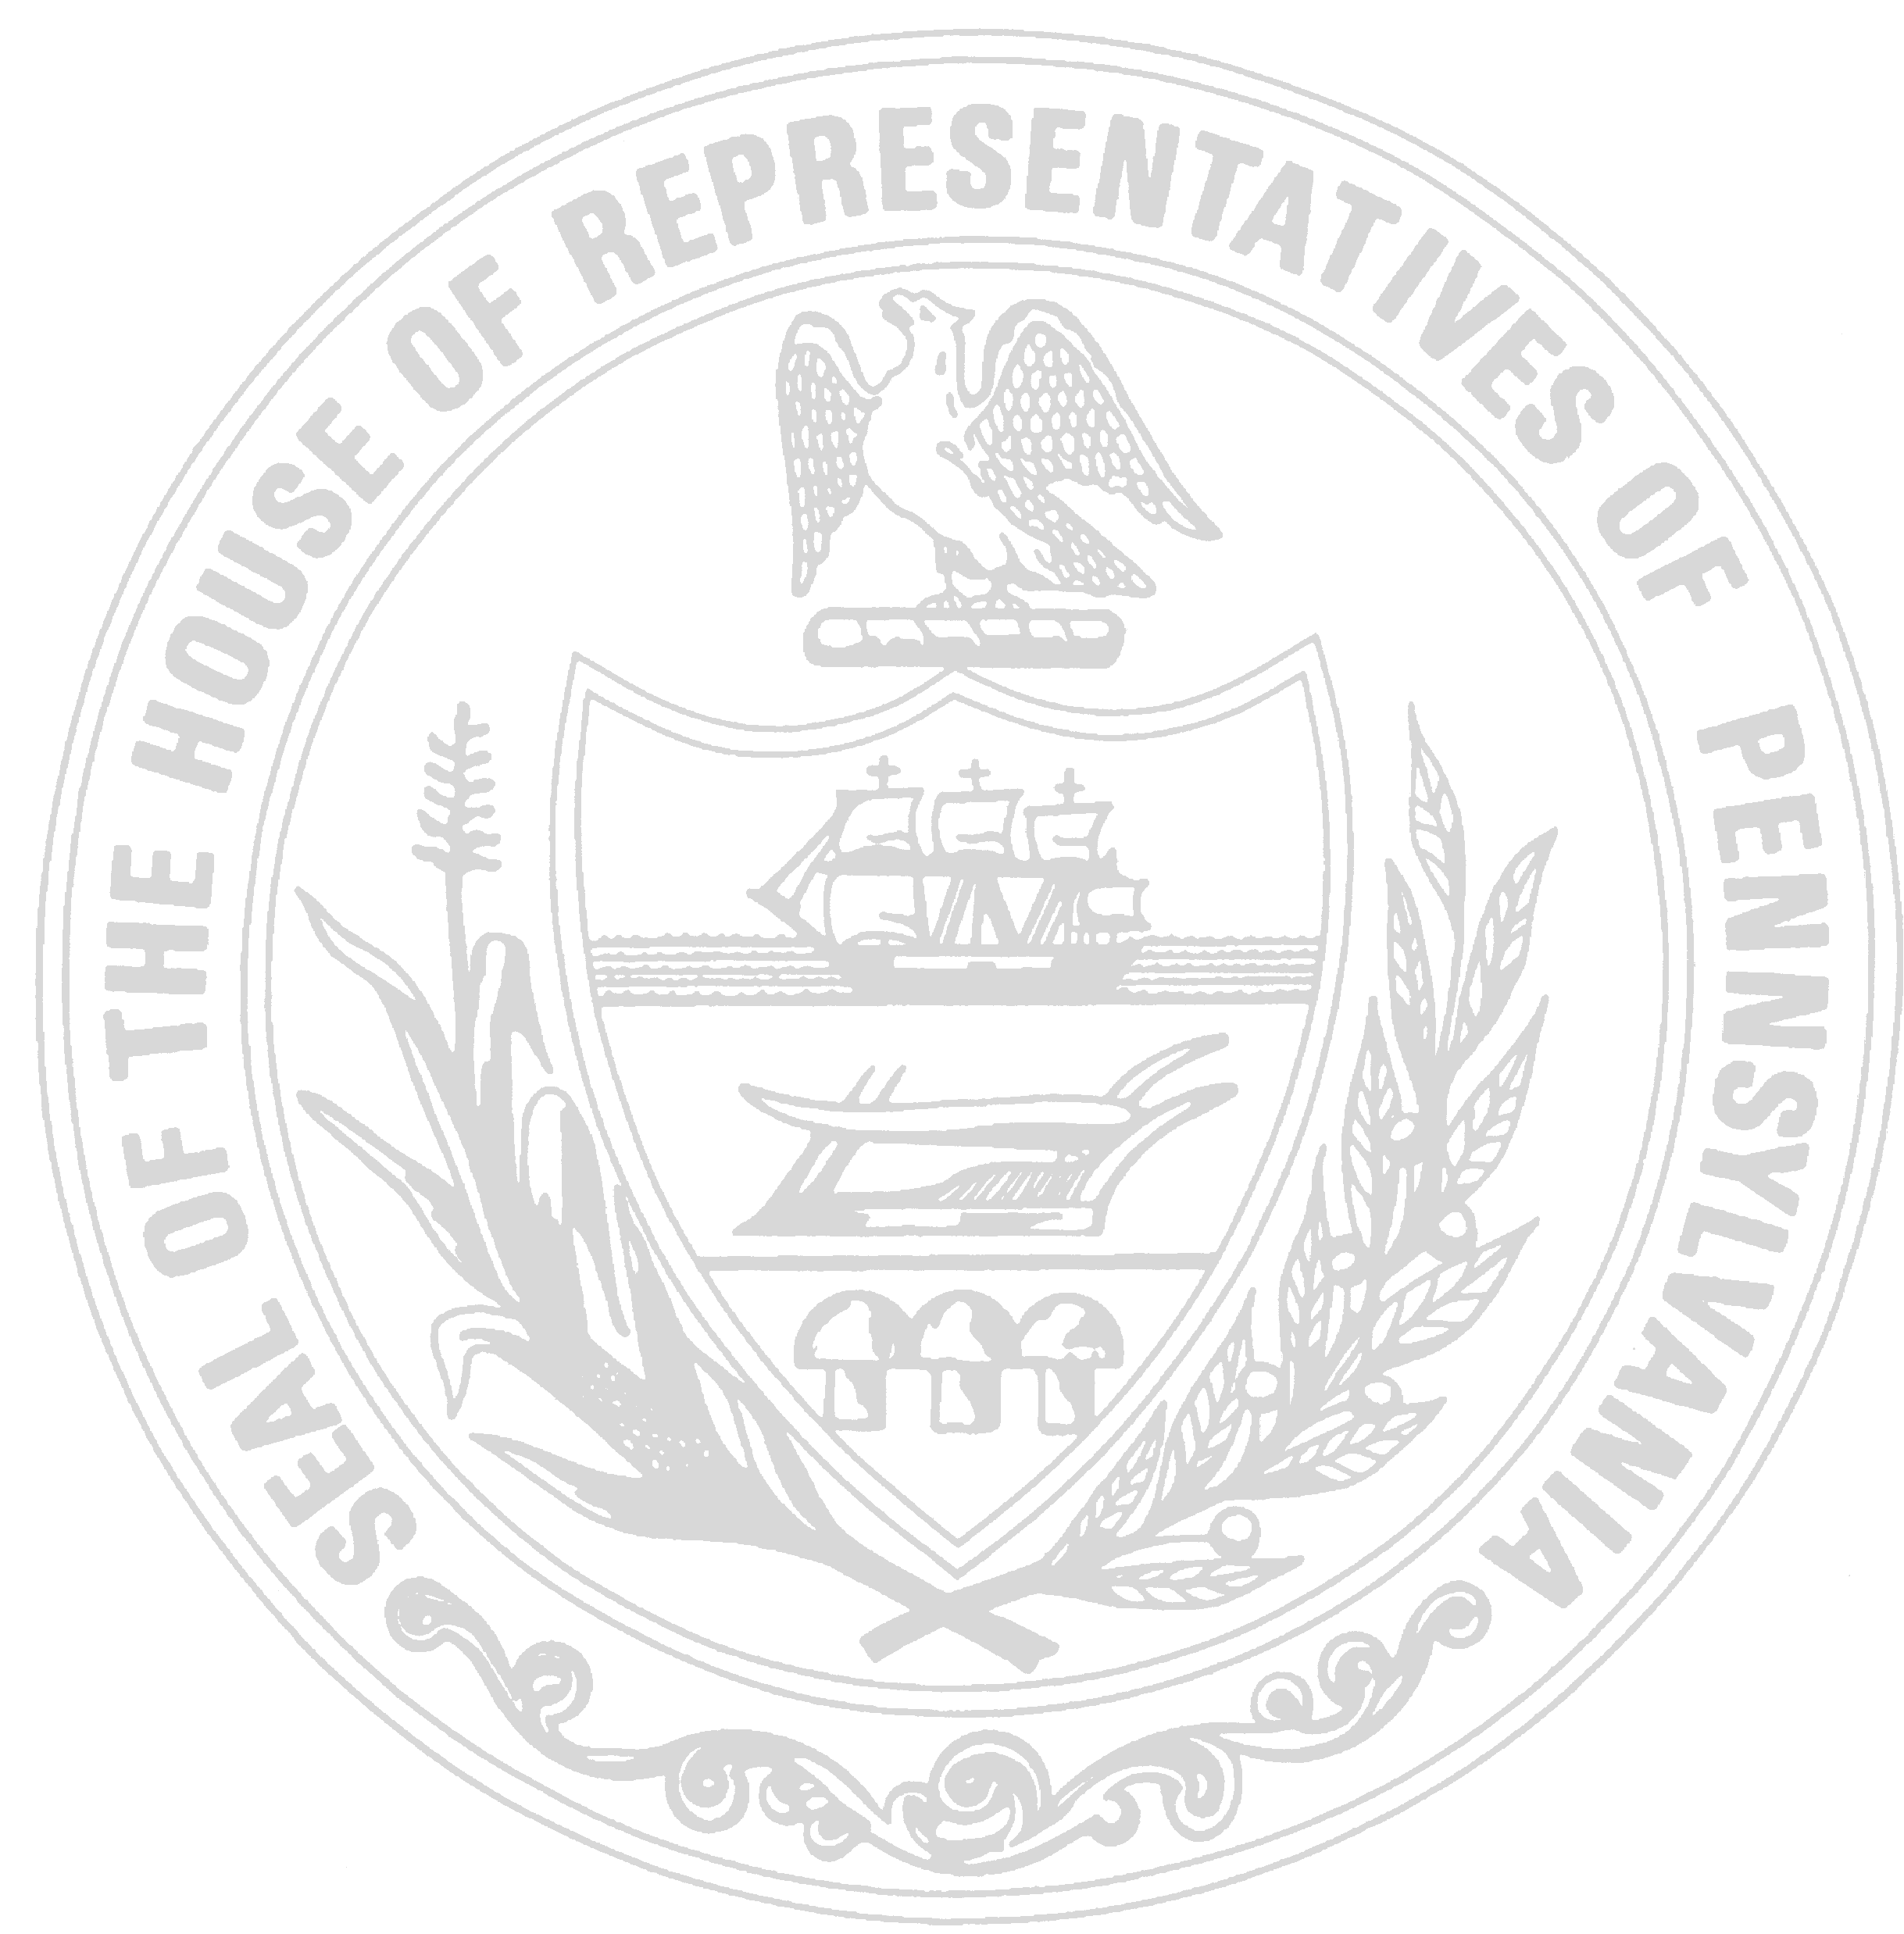 SEAL OF THE HOUSE OF REPRESENTATIVES OF PENNSYLVANIA